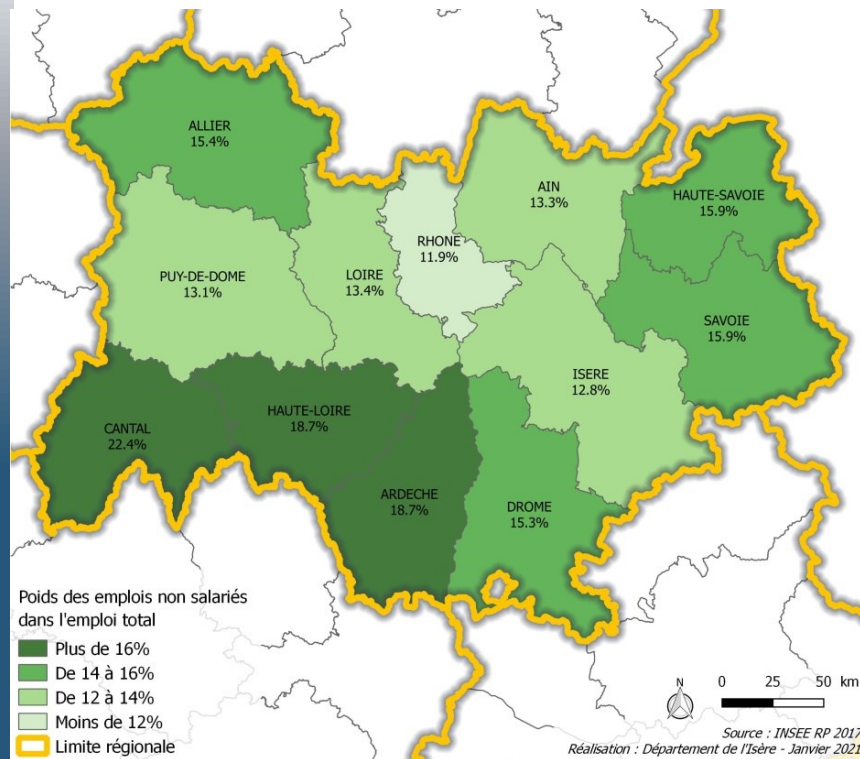 ALLIER
15.4%
AIN
13.3%
HAUTE-SAVOIE
15.9%
RHONE
11.9%
PUY-DE-DOME
13.1%
LOIRE
13.4%
SAVOIE
15.9%
ISERE
12.8%
HAUTE-LOIRE
18.7%
CANTAL
22.4%
ARDECHE
18.7%
DROME
15.3%
Poids des emplois non salariés
dans l'emploi total
Plus de 16%
De 14 à 16%
De 12 à 14%
Moins de 12%
Limite régionale
N
0 25 50 km
Source : INSEE RP 2017
Réalisation : Département de l'Isère - Janvier 2021